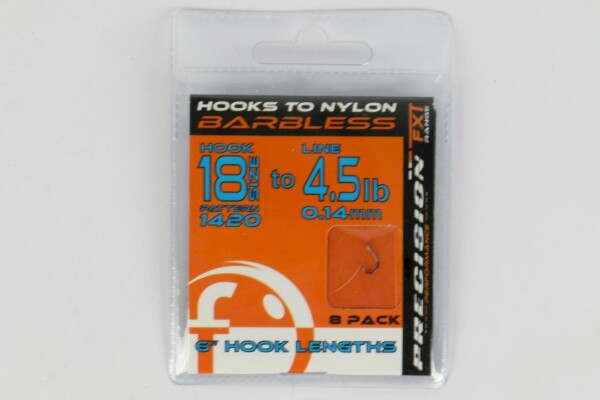 HOOKS TO NYLON
BARBLESS
HOOK
18 SIZE
PATTERN
1420
to
LINE
4.5lb
0.14mm
8 PACK
6" HOOK LENGTHS
FXT
RANGE
PRECISION
PERFORMANCE